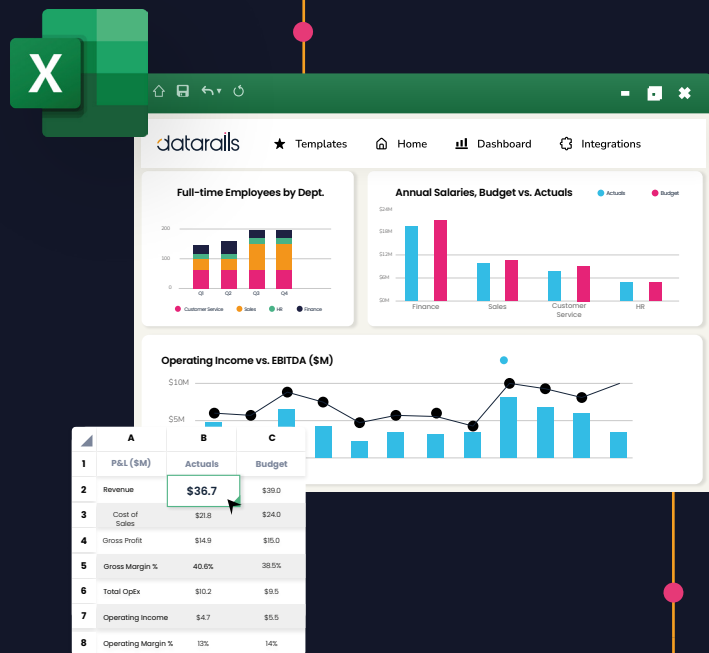 X
datarails
Templates
Home
Dashboard
Integrations
Full-time Employees by Dept.
200
100
0
Q1 Q2 Q3 Q4
Customer Service Sales HR Finance
Annual Salaries, Budget vs. Actuals
Actuals Budget
$24M
$18M
$12M
$6M
$0M
Finance Sales Customer HR
Service
Operating Income vs. EBITDA ($M)
$10M
$5M
A B C
1 P&L ($M) Actuals Budget
2 Revenue $36.7 $39.0
3 Cost of $21.8 $24.0
Sales
4 Gross Profit $14.9 $15.0
5 Gross Margin % 40.6% 38.5%
6 Total OpEx $10.2 $9.5
7 Operating Income $4.7 $5.5
8 Operating Margin % 13% 14%